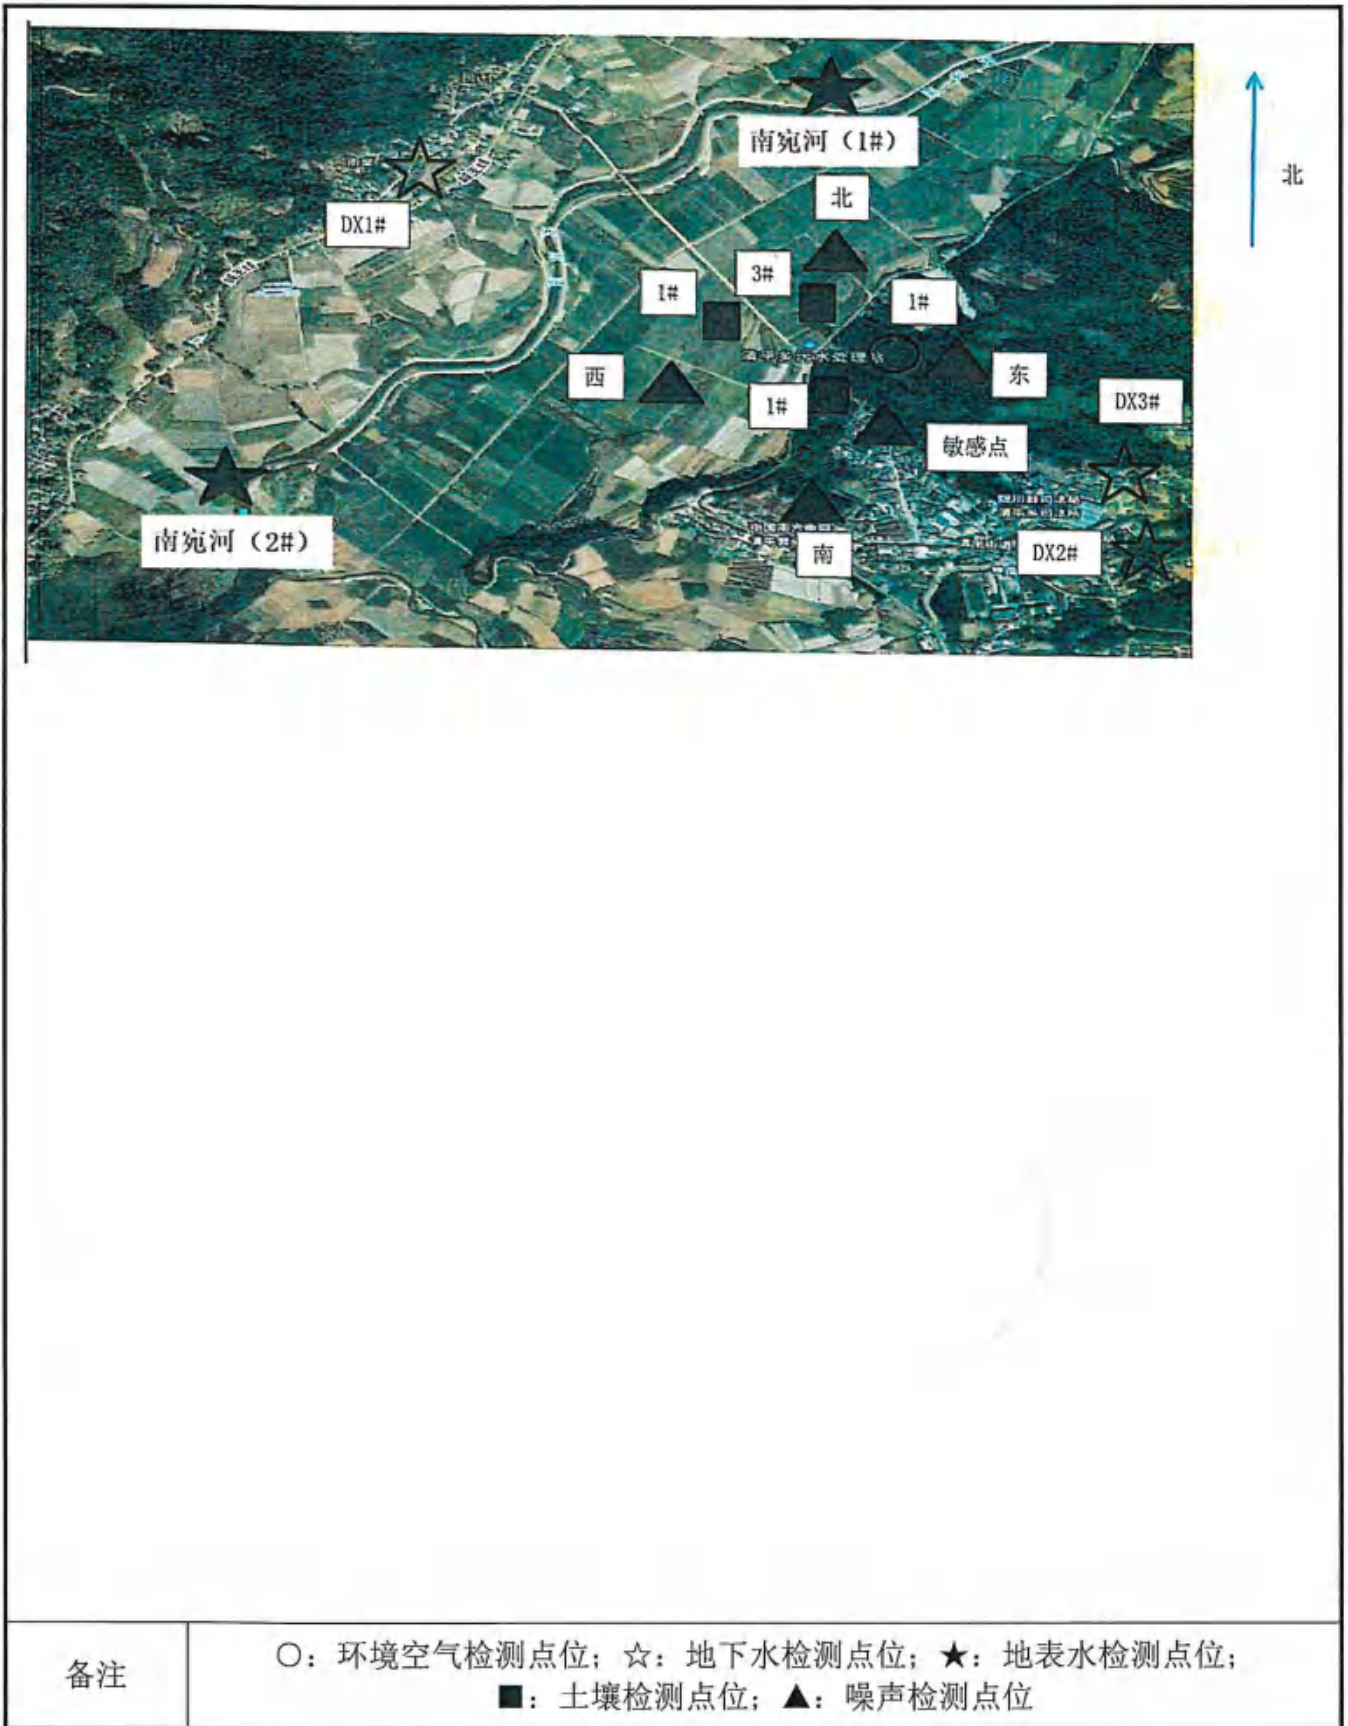 南宛河（1#）
北
北
DX1#
3#
1#
1#
西
东
1#
DX3#
敏感点
南宛河（2#）
南
DX2#
备注
○：环境空气检测点位；☆：地下水检测点位；★：地表水检测点位；
■：土壤检测点位；▲：噪声检测点位